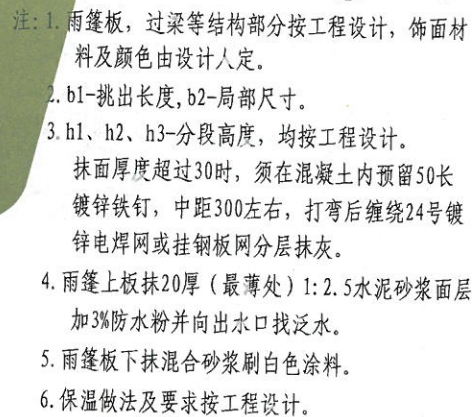 注: 1. 雨篷板，过梁等结构部分按工程设计，饰面材
料及颜色由设计人定。
2. b1-挑出长度, b2-局部尺寸。
3. h1、h2、h3-分段高度，均按工程设计。
抹面厚度超过30时，须在混凝土内预留50长
镀锌铁钉，中距300左右，打弯后缠绕24号镀
锌电焊网或挂钢板网分层抹灰。
4. 雨篷上板抹20厚（最薄处）1: 2.5水泥砂浆面层
加3%防水粉并向出水口找泛水。
5. 雨篷板下抹混合砂浆刷白色涂料。
6. 保温做法及要求按工程设计。